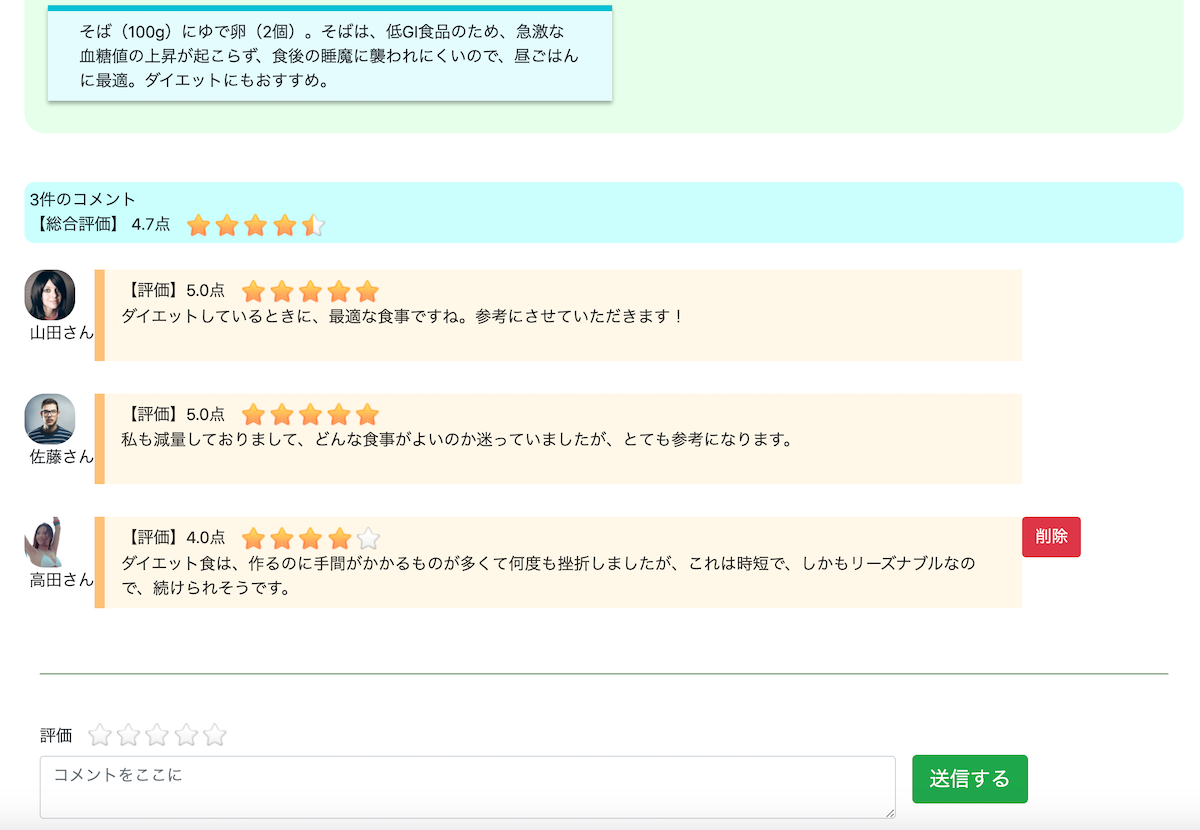 そば（100g）にゆで卵（2個）。そばは、低GI食品のため、急激な
血糖値の上昇が起こらず、食後の睡魔に襲われにくいので、昼ごはん
に最適。ダイエットにもおすすめ。
3件のコメント
【総合評価】 4.7点
【評価】5.0点
ダイエットしているときに、最適な食事ですね。参考にさせていただきます！
山田さん
【評価】5.0点
私も減量しておりまして、どんな食事がよいのか迷っていましたが、とても参考になります。
佐藤さん
【評価】4.0点
削除
ダイエット食は、作るのに手間がかかるものが多くて何度も挫折しましたが、これは時短で、しかもリーズナブルなの
で、続けられそうです。
高田さん
評価
コメントをここに
送信する